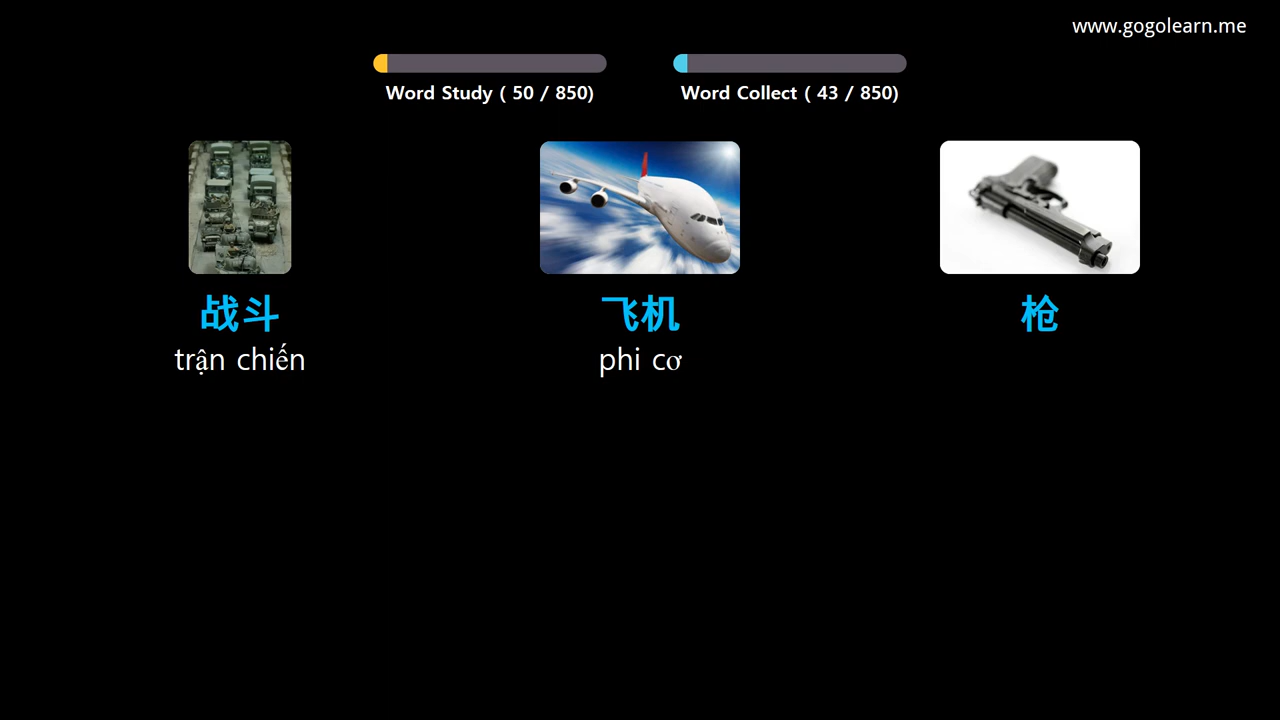 www.gogolearn.me
Word Study ( 50 / 850)
Word Collect ( 43 / 850)
战斗
飞机
枪
trận chiến
phi cơ